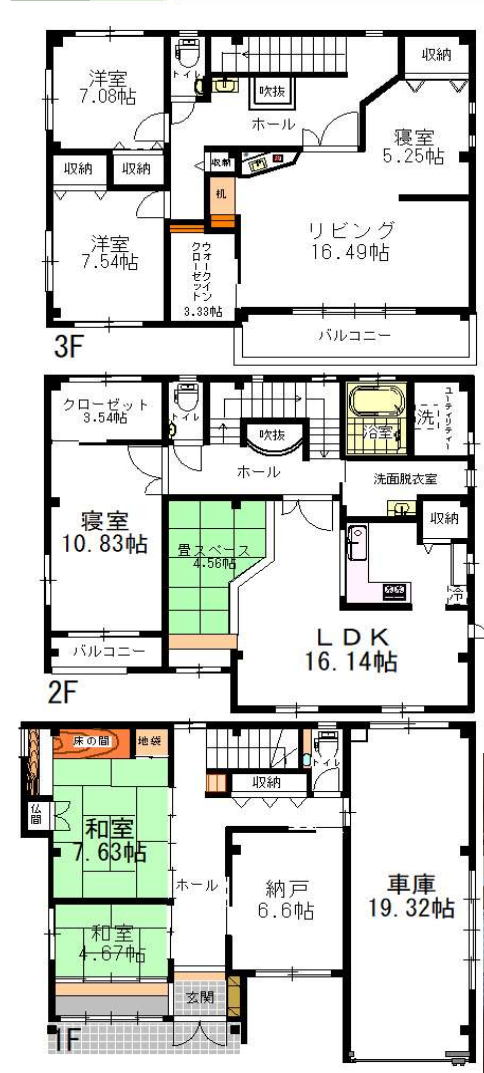 洋室
7.08帖
トイレ
吹抜
収納
ホール
寝室
5.25帖
収納
収納
収納
机
洋室
7.54帖
リビング
16.49帖
ウォークイン
クローゼット
3.33帖
バルコニー
3F
クローゼット
3.54帖
トイレ
吹抜
浴室
洗
ユーティリティー
ホール
洗面脱衣室
寝室
10.83帖
畳スペース
4.56帖
収納
冷
LDK
16.14帖
バルコニー
2F
床の間
地袋
トイレ
収納
仏間
和室
7.63帖
ホール
納戸
6.6帖
車庫
19.32帖
和室
4.67帖
玄関
1F